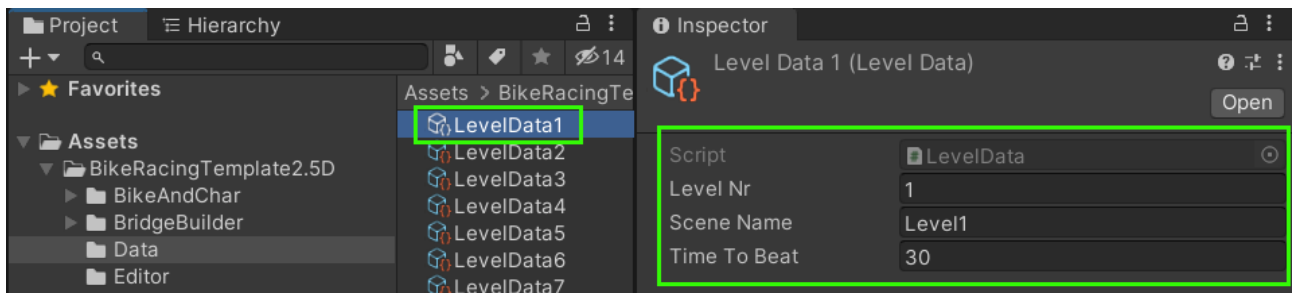 Project
Hierarchy
14
Favorites
Assets
BikeRacingTemplate2.5D
BikeAndChar
BridgeBuilder
Data
Editor
Assets > BikeRacingTe
LevelData1
LevelData2
LevelData3
LevelData4
LevelData5
LevelData6
LevelData7
Inspector
Level Data 1 (Level Data)
Open
Script LevelData
Level Nr 1
Scene Name Level1
Time To Beat 30